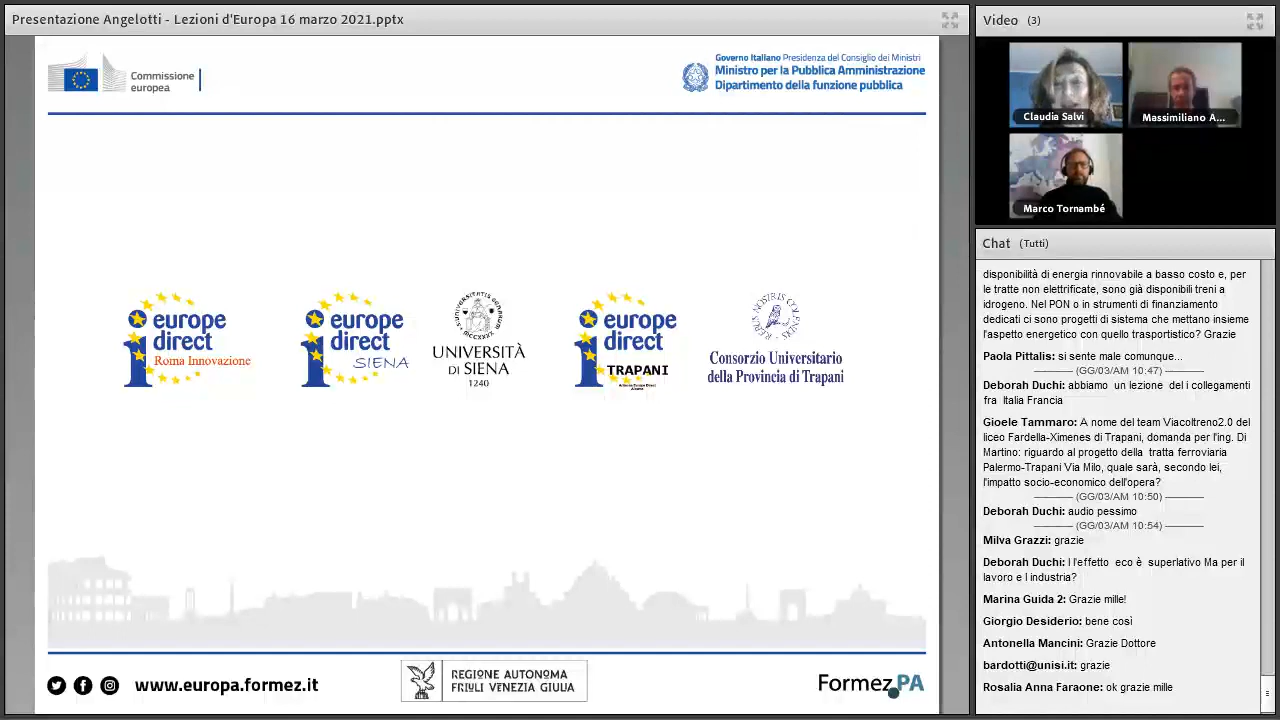 Presentazione Angelotti - Lezioni d'Europa 16 marzo 2021.pptx
Commissione
europea
Governo Italiano Presidenza del Consiglio dei Ministri
Ministro per la Pubblica Amministrazione
Dipartimento della funzione pubblica
europe
direct
Roma Innovazione
europe
direct
SIENA
UNIVERSITÀ
DI SIENA
1240
europe
direct
TRAPANI
Consorzio Universitario
della Provincia di Trapani
www.europa.formez.it
REGIONE AUTONOMA
FRIULI VENEZIA GIULIA
Formez PA
Video (3)
Claudia Salvi
Massimiliano A...
Marco Tornambé
Chat (Tutti)
disponibilità di energia rinnovabile a basso costo e, per
le tratte non elettrificate, sono già disponibili treni a
idrogeno. Nel PON o in strumenti di finanziamento
dedicati ci sono progetti di sistema che mettano insieme
l'aspetto energetico con quello trasportistico? Grazie
Paola Pittalis: si sente male comunque...
(GG/03/AM 10:47)
Deborah Duchi: abbiamo un lezione del i collegamenti
fra Italia Francia
Gioele Tammaro: A nome del team Viacoltreno2.0 del
liceo Fardella-Ximenes di Trapani, domanda per l'ing. Di
Martino: riguardo al progetto della tratta ferroviaria
Palermo-Trapani Via Milo, quale sarà, secondo lei,
l'impatto socio-economico dell'opera?
(GG/03/AM 10:50)
Deborah Duchi: audio pessimo
(GG/03/AM 10:54)
Milva Grazzi: grazie
Deborah Duchi: l l'effetto eco è superlativo Ma per il
lavoro e l industria?
Marina Guida 2: Grazie mille!
Giorgio Desiderio: bene così
Antonella Mancini: Grazie Dottore
bardotti@unisi.it: grazie
Rosalia Anna Faraone: ok grazie mille